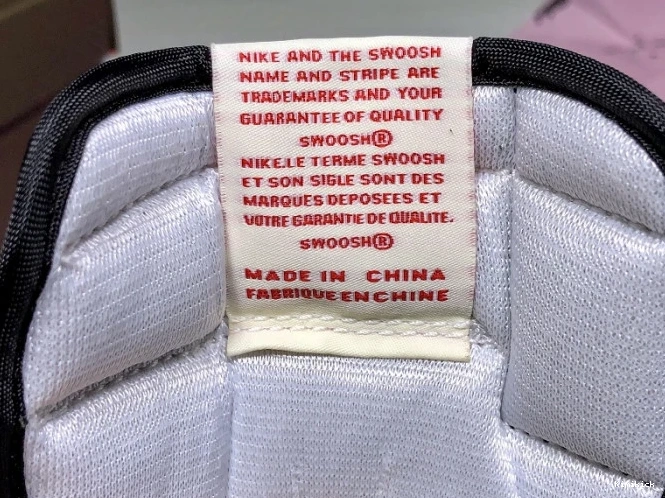 NIKE AND THE SWOOSH
NAME AND STRIPE ARE
TRADEMARKS AND YOUR
GUARANTEE OF QUALITY
SWOOSH®
NIKE.LE TERME SWOOSH
ET SON SIGLE SONT DES
MARQUES DEPOSEES ET
VOTRE GARANTIE DE QUALITE.
SWOOSH®
MADE IN CHINA
FABRIQUE EN CHINE